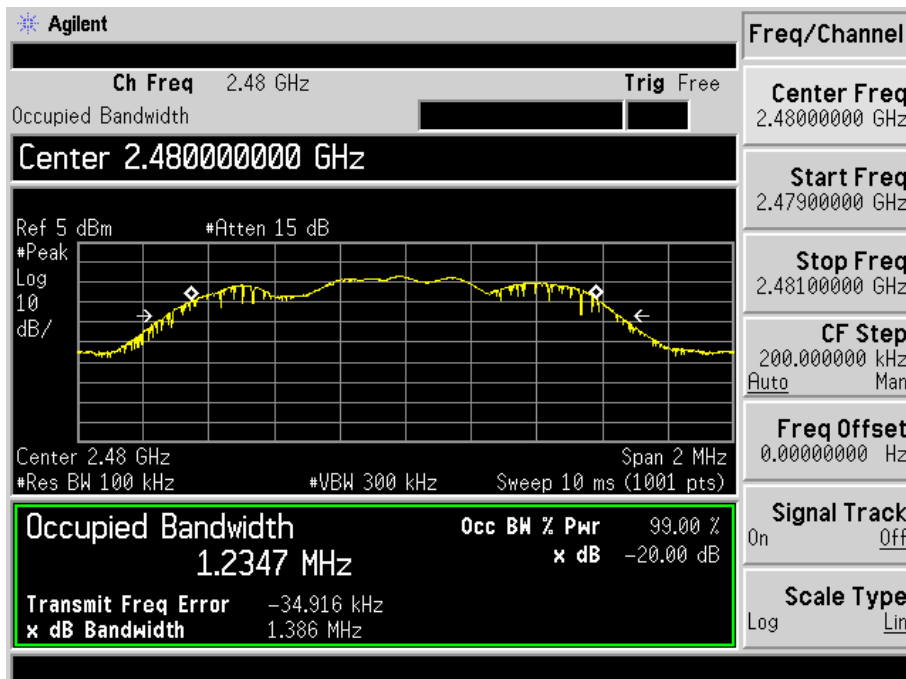 Agilent
Freq/Channel
Ch Freq 2.48 GHz Trig Free
Occupied Bandwidth
Center 2.480000000 GHz
Ref 5 dBm #Atten 15 dB
#Peak
Log
10
dB/
Center 2.48 GHz Span 2 MHz
#Res BW 100 kHz #VBW 300 kHz Sweep 10 ms (1001 pts)
Occupied Bandwidth
1.2347 MHz
Occ BW % Pwr 99.00 %
x dB -20.00 dB
Transmit Freq Error -34.916 kHz
x dB Bandwidth 1.386 MHz
Center Freq
2.48000000 GHz
Start Freq
2.47900000 GHz
Stop Freq
2.48100000 GHz
CF Step
200.000000 kHz
Auto Man
Freq Offset
0.00000000 Hz
Signal Track
On Off
Scale Type
Log Lin